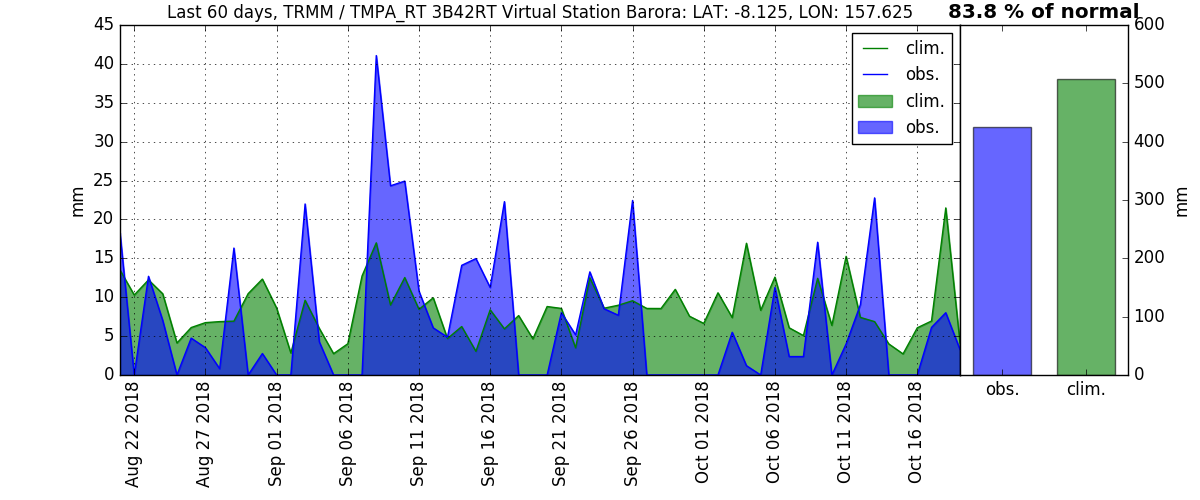 Last 60 days, TRMM / TMPA_RT 3B42RT Virtual Station Barora: LAT: -8.125, LON: 157.625
83.8 % of normal
45
40
35
30
25
20
15
10
5
0
mm
clim.
obs.
clim.
obs.
600
500
400
300
200
100
0
mm
Aug 22 2018
Aug 27 2018
Sep 01 2018
Sep 06 2018
Sep 11 2018
Sep 16 2018
Sep 21 2018
Sep 26 2018
Oct 01 2018
Oct 06 2018
Oct 11 2018
Oct 16 2018
obs.
clim.